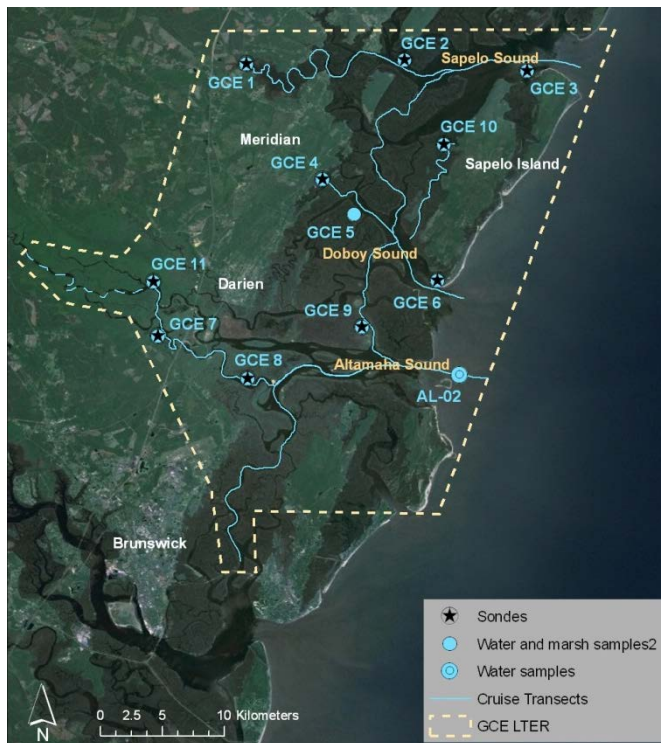 GCE 2
Sapelo Sound
GCE 1
GCE 3
Meridian
GCE 10
GCE 4
Sapelo Island
GCE 5
Doboy Sound
GCE 11
Darien
GCE 6
GCE 9
GCE 7
GCE 8
Altamaha Sound
AL-02
Brunswick
Sondes
Water and marsh samples2
Water samples
Cruise Transects
GCE LTER
N
0 2.5 5 10 Kilometers